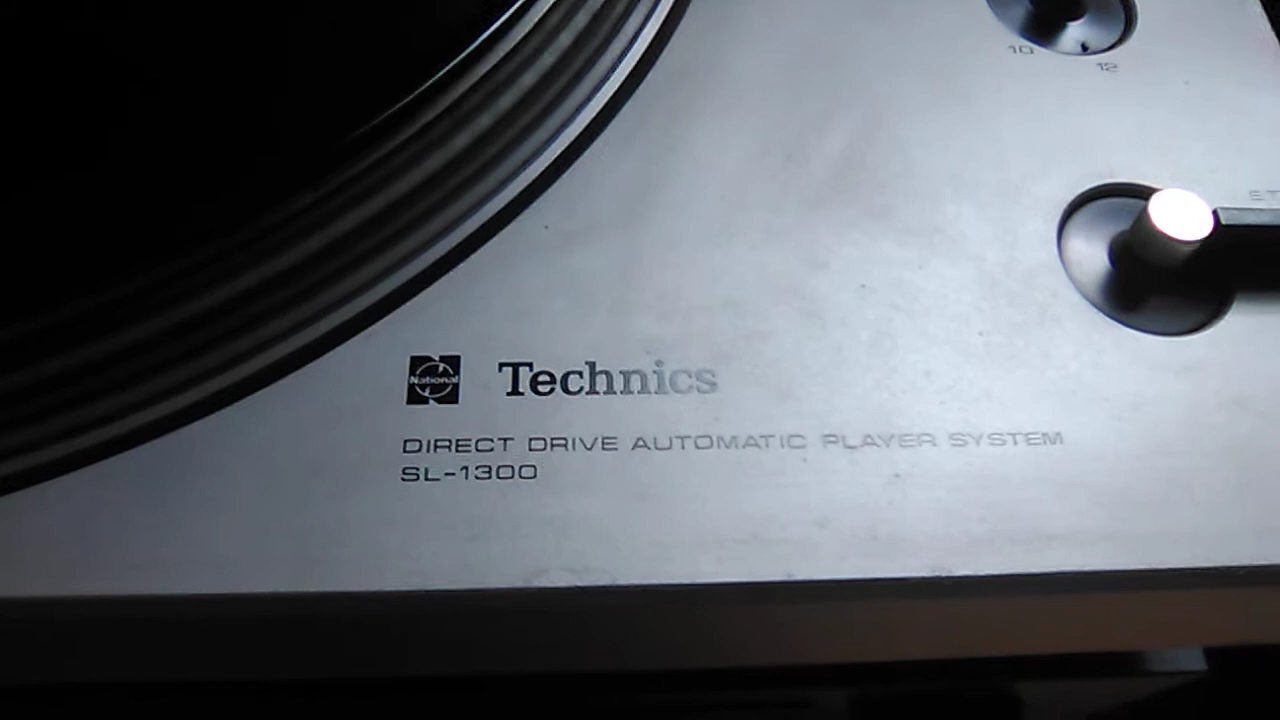 10
12
National Technics
DIRECT DRIVE AUTOMATIC PLAYER SYSTEM
SL-1300